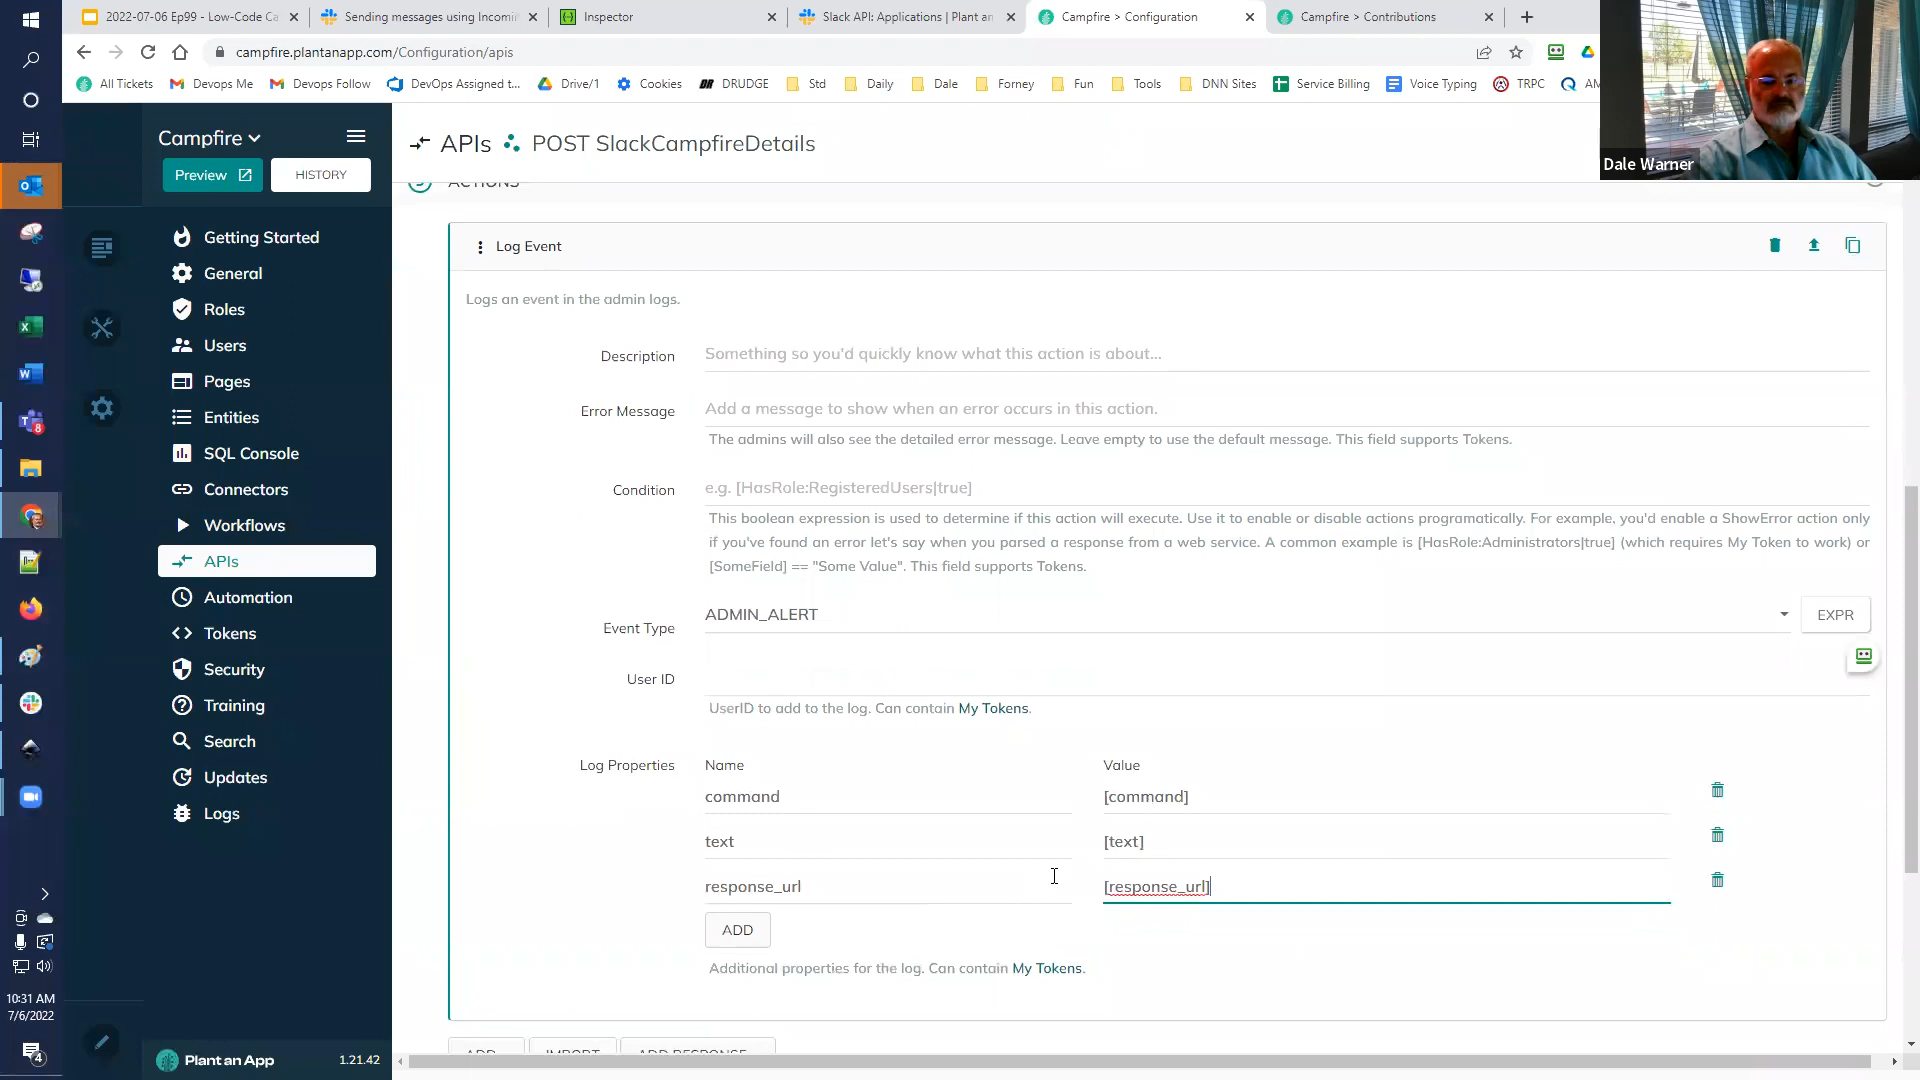 2022-07-06 Ep99 - Low-Code Ca
Sending messages using Incomi
Inspector
Slack API: Applications | Plant an
Campfire > Configuration
Campfire > Contributions
campfire.plantanapp.com/Configuration/apis
All Tickets
Devops Me
Devops Follow
DevOps Assigned t...
Drive/1
Cookies
DRUDGE
Std
Daily
Dale
Forney
Fun
Tools
DNN Sites
Service Billing
Voice Typing
TRPC
Dale Warner
Campfire
Preview
HISTORY
Getting Started
General
Roles
Users
Pages
Entities
SQL Console
Connectors
Workflows
APIs
Automation
Tokens
Security
Training
Search
Updates
Logs
Plant an App
1.21.42
APIs POST SlackCampfireDetails
ACTIONS
Log Event
Logs an event in the admin logs.
Description
Something so you'd quickly know what this action is about...
Error Message
Add a message to show when an error occurs in this action.
The admins will also see the detailed error message. Leave empty to use the default message. This field supports Tokens.
Condition
e.g. [HasRole:RegisteredUsers|true]
This boolean expression is used to determine if this action will execute. Use it to enable or disable actions programatically. For example, you'd enable a ShowError action only
if you've found an error let's say when you parsed a response from a web service. A common example is [HasRole:Administrators|true] (which requires My Token to work) or
[SomeField] == "Some Value". This field supports Tokens.
Event Type
ADMIN_ALERT
EXPR
User ID
UserID to add to the log. Can contain My Tokens.
Log Properties
Name
Value
command
[command]
text
[text]
response_url
[response_url]
ADD
Additional properties for the log. Can contain My Tokens.
ADD
IMPORT
ADD RESPONSE
8
10:31 AM
7/6/2022
4